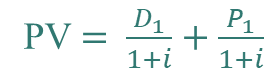 PV = D₁/1+i + P₁/1+i